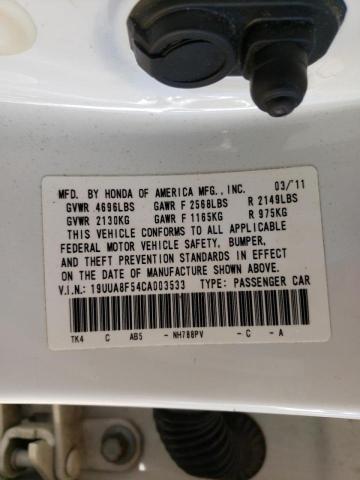 MFD. BY HONDA OF AMERICA MFG., INC. 03/'11
GVWR 4696LBS GAWR F 2568LBS R 2149LBS
GVWR 2130KG GAWR F 1165KG R 975KG
THIS VEHICLE CONFORMS TO ALL APPLICABLE
FEDERAL MOTOR VEHICLE SAFETY, BUMPER,
AND THEFT PREVENTION STANDARDS IN EFFECT
ON THE DATE OF MANUFACTURE SHOWN ABOVE.
V.I.N.: 19UUA8F54CA003533 TYPE: PASSENGER CAR
TK4 C AB5 - NH788PV - C - A